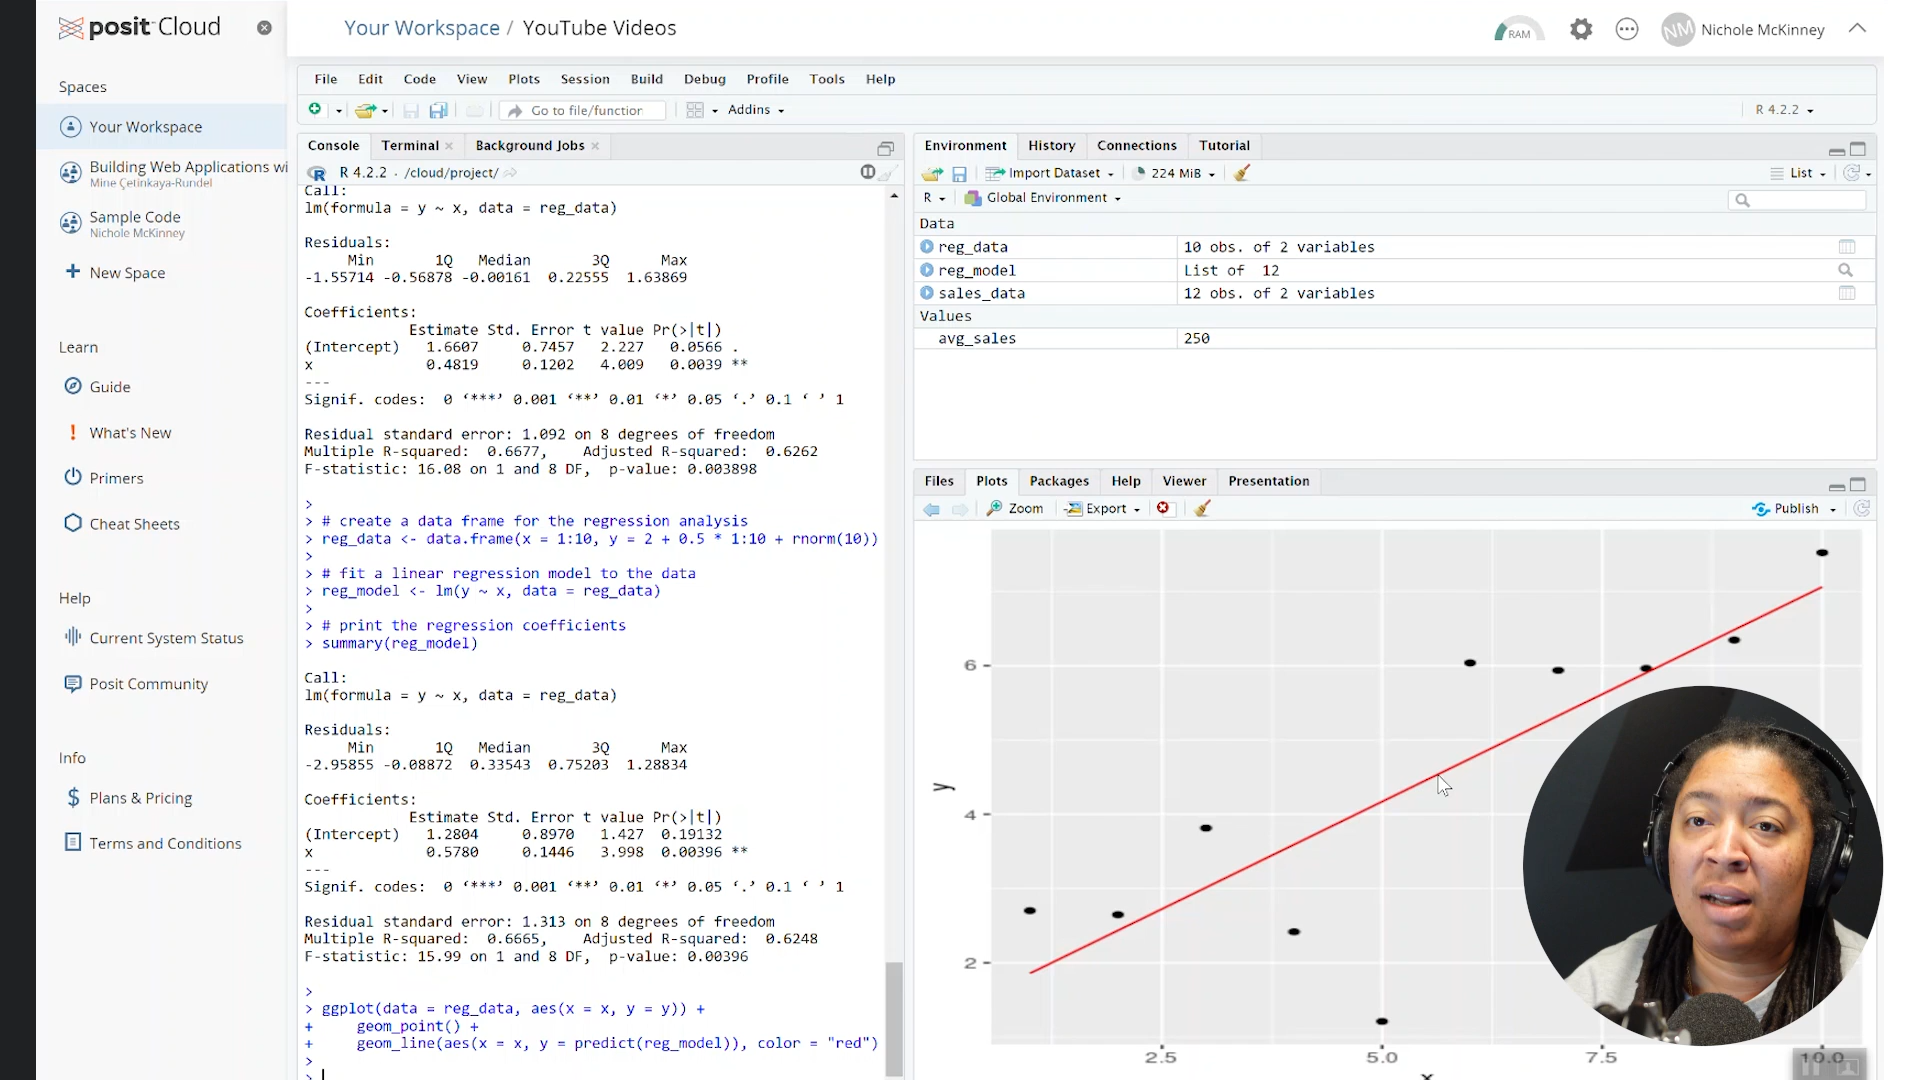 posit Cloud
Your Workspace / YouTube Videos
RAM
NM
Nichole McKinney
Spaces
Your Workspace
Building Web Applications wi
Mine Çetinkaya-Rundel
Sample Code
Nichole McKinney
New Space
Learn
Guide
What's New
Primers
Cheat Sheets
Help
Current System Status
Posit Community
Info
Plans & Pricing
Terms and Conditions
File Edit Code View Plots Session Build Debug Profile Tools Help
Go to file/function
Addins
R 4.2.2
Console Terminal Background Jobs
R 4.2.2 . /cloud/project/
Call:
lm(formula = y ~ x, data = reg_data)
Residuals:
Min 1Q Median 3Q Max
-1.55714 -0.56878 -0.00161 0.22555 1.63869
Coefficients:
Estimate Std. Error t value Pr(>|t|)
(Intercept) 1.6607 0.7457 2.227 0.0566 .
x 0.4819 0.1202 4.009 0.0039 **
---
Signif. codes: 0 ‘***’ 0.001 ‘**’ 0.01 ‘*’ 0.05 ‘.’ 0.1 ‘ ’ 1
Residual standard error: 1.092 on 8 degrees of freedom
Multiple R-squared: 0.6677, Adjusted R-squared: 0.6262
F-statistic: 16.08 on 1 and 8 DF, p-value: 0.003898
>
> # create a data frame for the regression analysis
> reg_data <- data.frame(x = 1:10, y = 2 + 0.5 * 1:10 + rnorm(10))
>
> # fit a linear regression model to the data
> reg_model <- lm(y ~ x, data = reg_data)
>
> # print the regression coefficients
> summary(reg_model)
Call:
lm(formula = y ~ x, data = reg_data)
Residuals:
Min 1Q Median 3Q Max
-2.95855 -0.08872 0.33543 0.75203 1.28834
Coefficients:
Estimate Std. Error t value Pr(>|t|)
(Intercept) 1.2804 0.8970 1.427 0.19132
x 0.5780 0.1446 3.998 0.00396 **
---
Signif. codes: 0 ‘***’ 0.001 ‘**’ 0.01 ‘*’ 0.05 ‘.’ 0.1 ‘ ’ 1
Residual standard error: 1.313 on 8 degrees of freedom
Multiple R-squared: 0.6665, Adjusted R-squared: 0.6248
F-statistic: 15.99 on 1 and 8 DF, p-value: 0.00396
>
> ggplot(data = reg_data, aes(x = x, y = y)) +
+ geom_point() +
+ geom_line(aes(x = x, y = predict(reg_model)), color = "red")
>
>
Environment History Connections Tutorial
Import Dataset 224 MiB List
R Global Environment
Data
reg_data 10 obs. of 2 variables
reg_model List of 12
sales_data 12 obs. of 2 variables
Values
avg_sales 250
Files Plots Packages Help Viewer Presentation
Zoom Export Publish
6
y
4
2
2.5 5.0 7.5 10.0
x